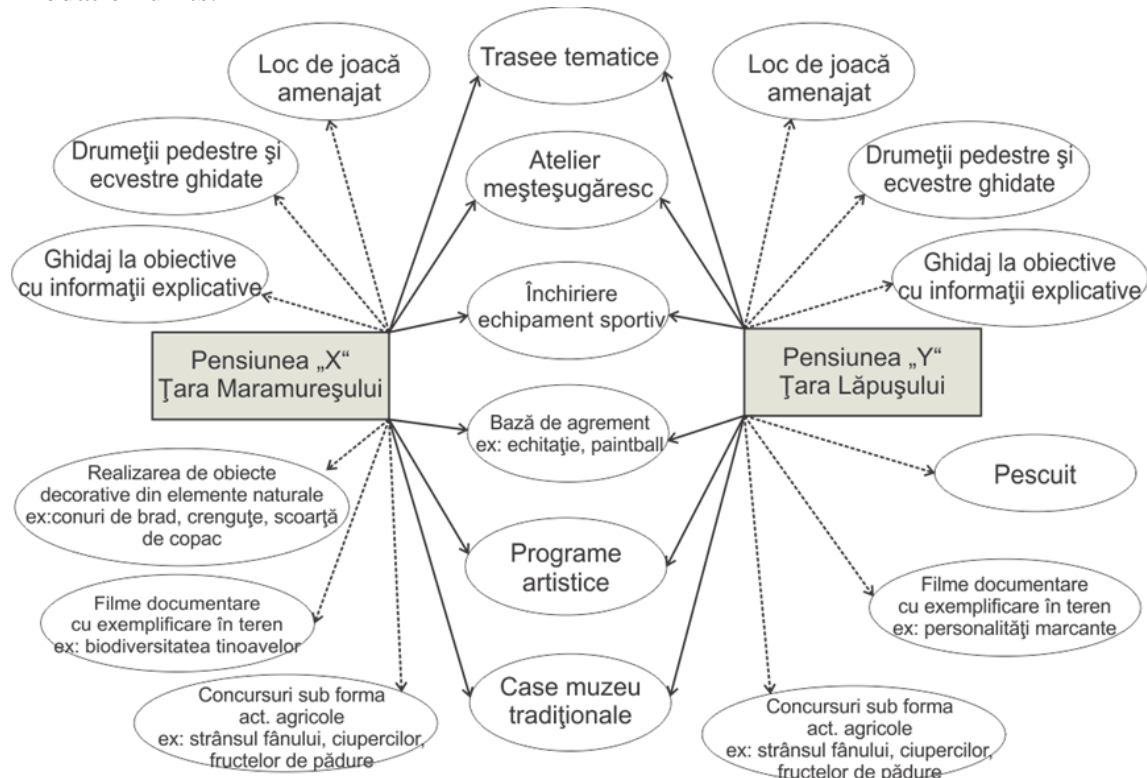 Trasee tematice
Loc de joacă
amenajat
Loc de joacă
amenajat
Drumeţii pedestre şi
ecvestre ghidate
Atelier
meşteşugăresc
Drumeţii pedestre şi
ecvestre ghidate
Ghidaj la obiective
cu informaţii explicative
Închiriere
echipament sportiv
Ghidaj la obiective
cu informaţii explicative
Pensiunea „X“
Ţara Maramureşului
Pensiunea „Y“
Ţara Lăpuşului
Bază de agrement
ex: echitaţie, paintball
Realizarea de obiecte
decorative din elemente naturale
ex:conuri de brad, crenguţe, scoarţă
de copac
Pescuit
Programe
artistice
Filme documentare
cu exemplificare în teren
ex: biodiversitatea tinoavelor
Filme documentare
cu exemplificare în teren
ex: personalităţi marcante
Case muzeu
tradiţionale
Concursuri sub forma
act. agricole
ex: strânsul fânului, ciupercilor,
fructelor de pădure
Concursuri sub forma
act. agricole
ex: strânsul fânului, ciupercilor,
fructelor de pădure